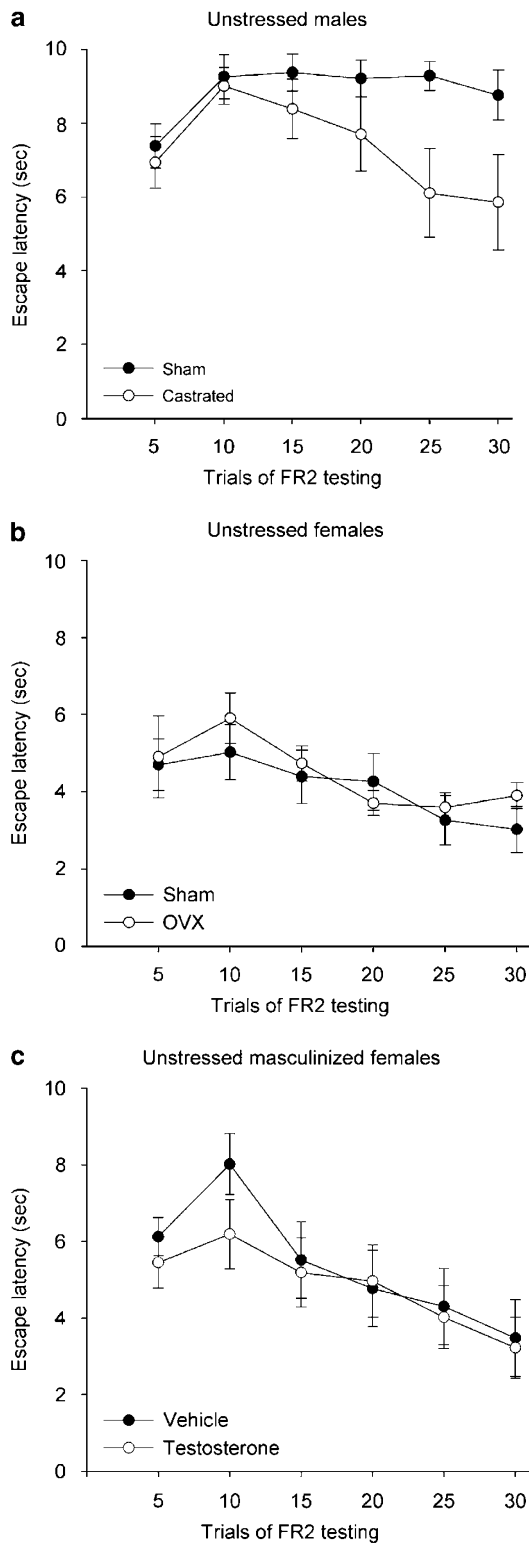 a
Unstressed males
10
8
6
4
2
0
Escape latency (sec)
Sham
Castrated
5 10 15 20 25 30
Trials of FR2 testing
b
Unstressed females
10
8
6
4
2
0
Escape latency (sec)
Sham
OVX
5 10 15 20 25 30
Trials of FR2 testing
c
Unstressed masculinized females
10
8
6
4
2
0
Escape latency (sec)
Vehicle
Testosterone
5 10 15 20 25 30
Trials of FR2 testing